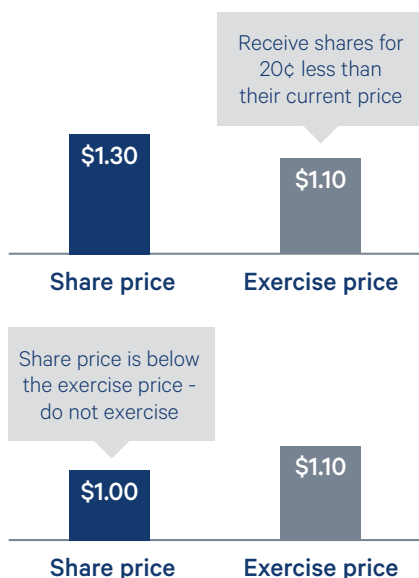 Receive shares for
20¢ less than
their current price
$1.30
$1.10
Share price
Exercise price
Share price is below
the exercise price -
do not exercise
$1.00
$1.10
Share price
Exercise price